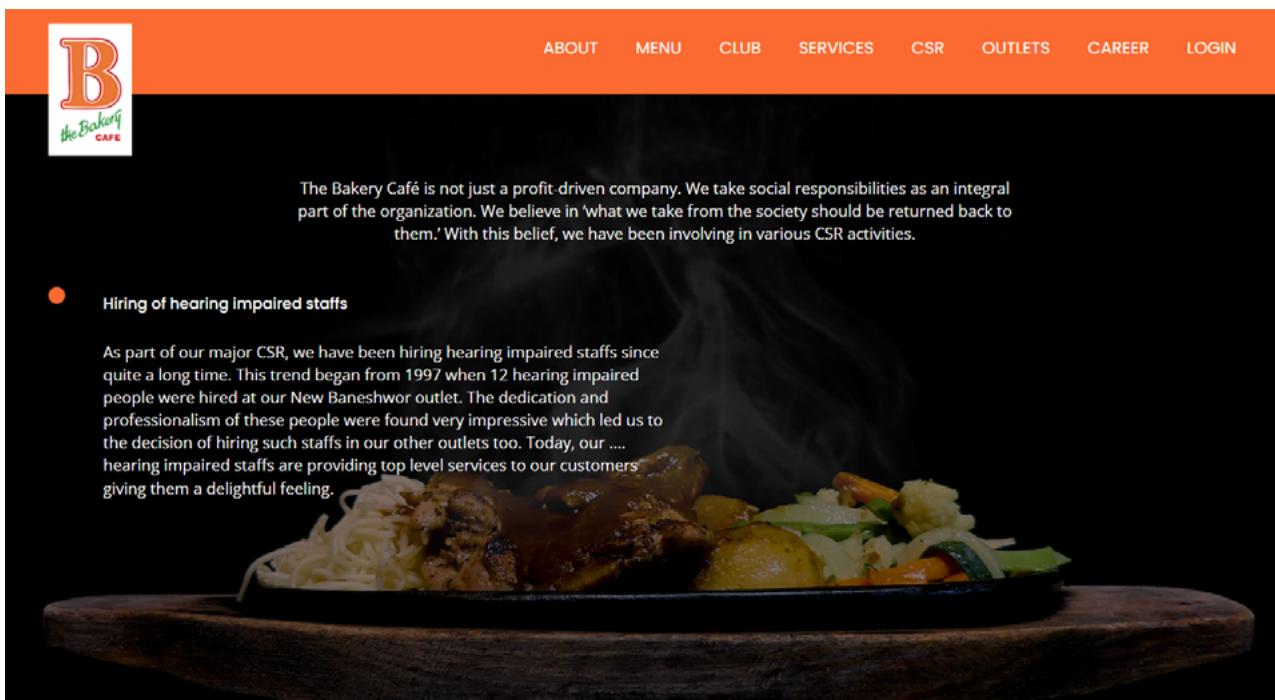 B
the Bakery
CAFE
ABOUT MENU CLUB SERVICES CSR OUTLETS CAREER LOGIN
The Bakery Café is not just a profit-driven company. We take social responsibilities as an integral
part of the organization. We believe in ‘what we take from the society should be returned back to
them.’ With this belief, we have been involving in various CSR activities.
Hiring of hearing impaired staffs
As part of our major CSR, we have been hiring hearing impaired staffs since
quite a long time. This trend began from 1997 when 12 hearing impaired
people were hired at our New Baneshwor outlet. The dedication and
professionalism of these people were found very impressive which led us to
the decision of hiring such staffs in our other outlets too. Today, our ....
hearing impaired staffs are providing top level services to our customers
giving them a delightful feeling.